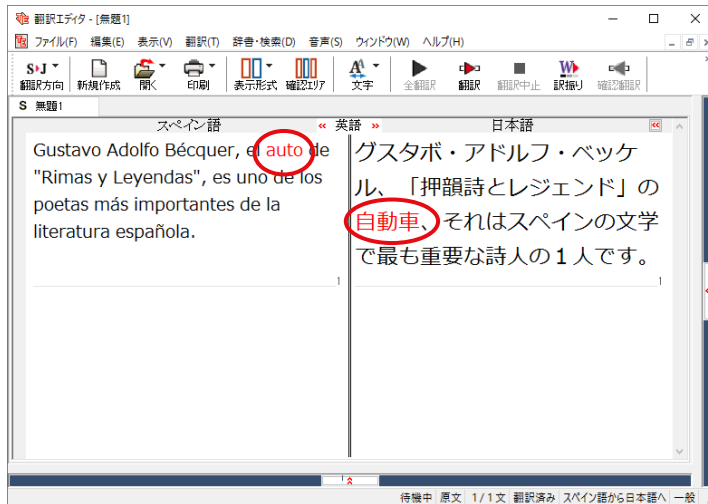 翻訳エディタ - [無題1]
ファイル(F) 編集(E) 表示(V) 翻訳(T) 辞書・検索(D) 音声(S) ウィンドウ(W) ヘルプ(H)
S▸J
翻訳方向 新規作成 開く 印刷 表示形式 確認エリア 文字 全翻訳 翻訳 翻訳中止 訳振り 確認翻訳
S 無題1
スペイン語 « 英語 » 日本語 «
Gustavo Adolfo Bécquer, el auto de
"Rimas y Leyendas", es uno de los
poetas más importantes de la
literatura española.
1
グスタボ・アドルフ・ベッケ
ル、「押韻詩とレジェンド」の
自動車、それはスペインの文学
で最も重要な詩人の1人です。
1
待機中 原文 1/1文 翻訳済み スペイン語から日本語へ 一般